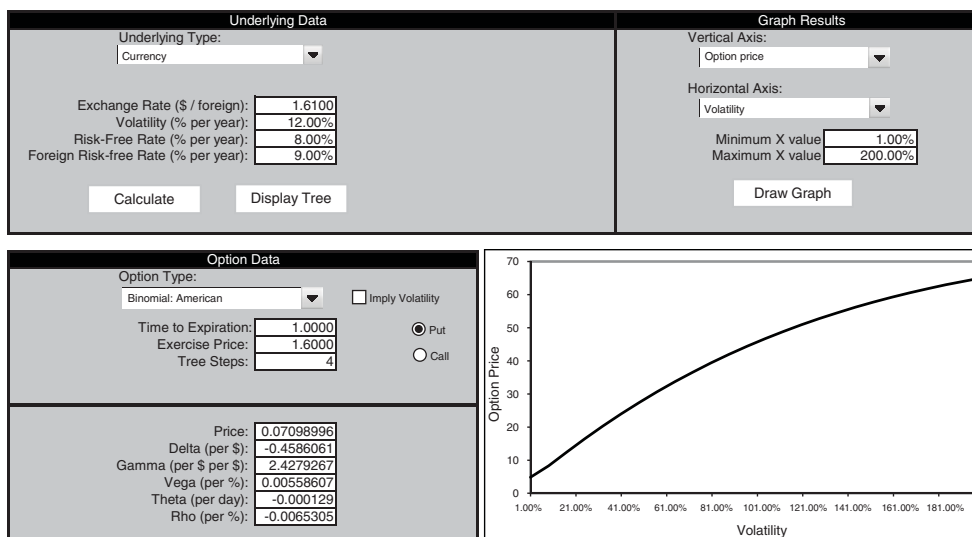 Underlying Data
Underlying Type:
Currency
Exchange Rate ($ / foreign): 1.6100
Volatility (% per year): 12.00%
Risk-Free Rate (% per year): 8.00%
Foreign Risk-free Rate (% per year): 9.00%
Calculate Display Tree
Graph Results
Vertical Axis:
Option price
Horizontal Axis:
Volatility
Minimum X value 1.00%
Maximum X value 200.00%
Draw Graph
Option Data
Option Type:
Binomial: American
Imply Volatility
Time to Expiration: 1.0000
Exercise Price: 1.6000
Tree Steps: 4
Put
Call
Price: 0.07098996
Delta (per $): -0.4586061
Gamma (per $ per $): 2.4279267
Vega (per %): 0.00558607
Theta (per day): -0.000129
Rho (per %): -0.0065305
Option Price
70
60
50
40
30
20
10
0
1.00% 21.00% 41.00% 61.00% 81.00% 101.00% 121.00% 141.00% 161.00% 181.00%
Volatility